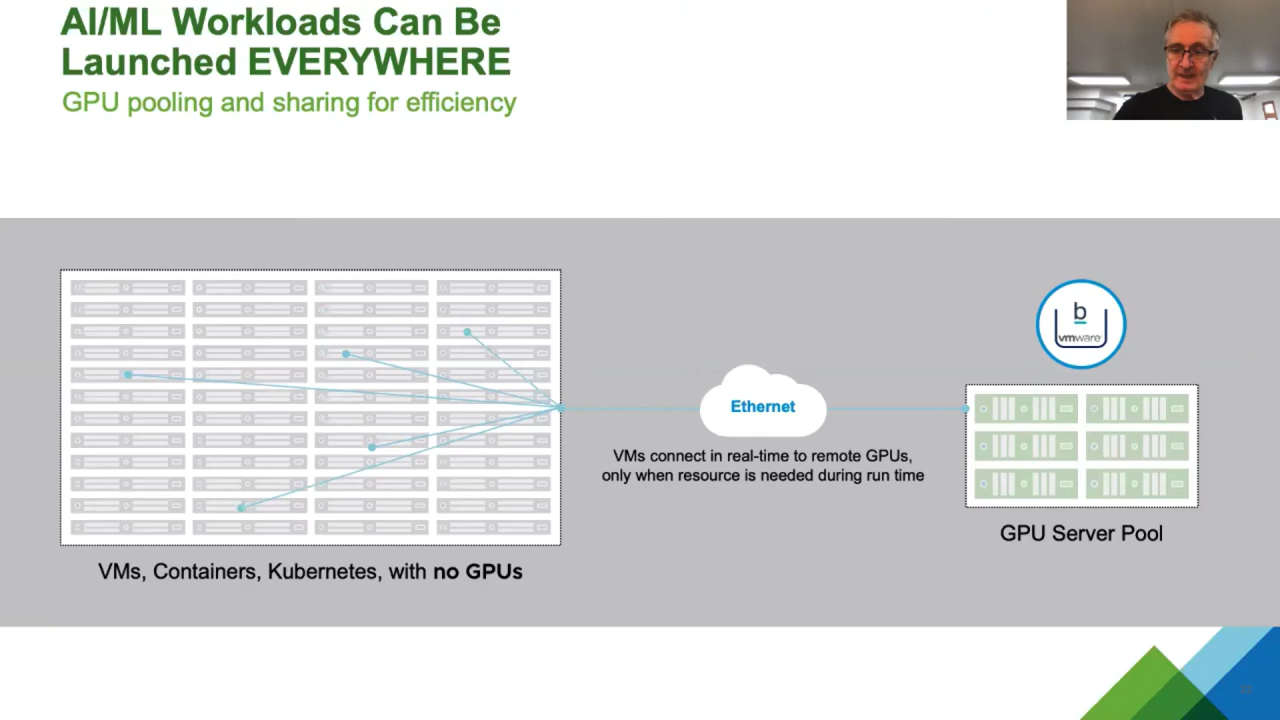 AI/ML Workloads Can Be
Launched EVERYWHERE
GPU pooling and sharing for efficiency
b
vmware
Ethernet
VMs connect in real-time to remote GPUs,
only when resource is needed during run time
GPU Server Pool
VMs, Containers, Kubernetes, with no GPUs